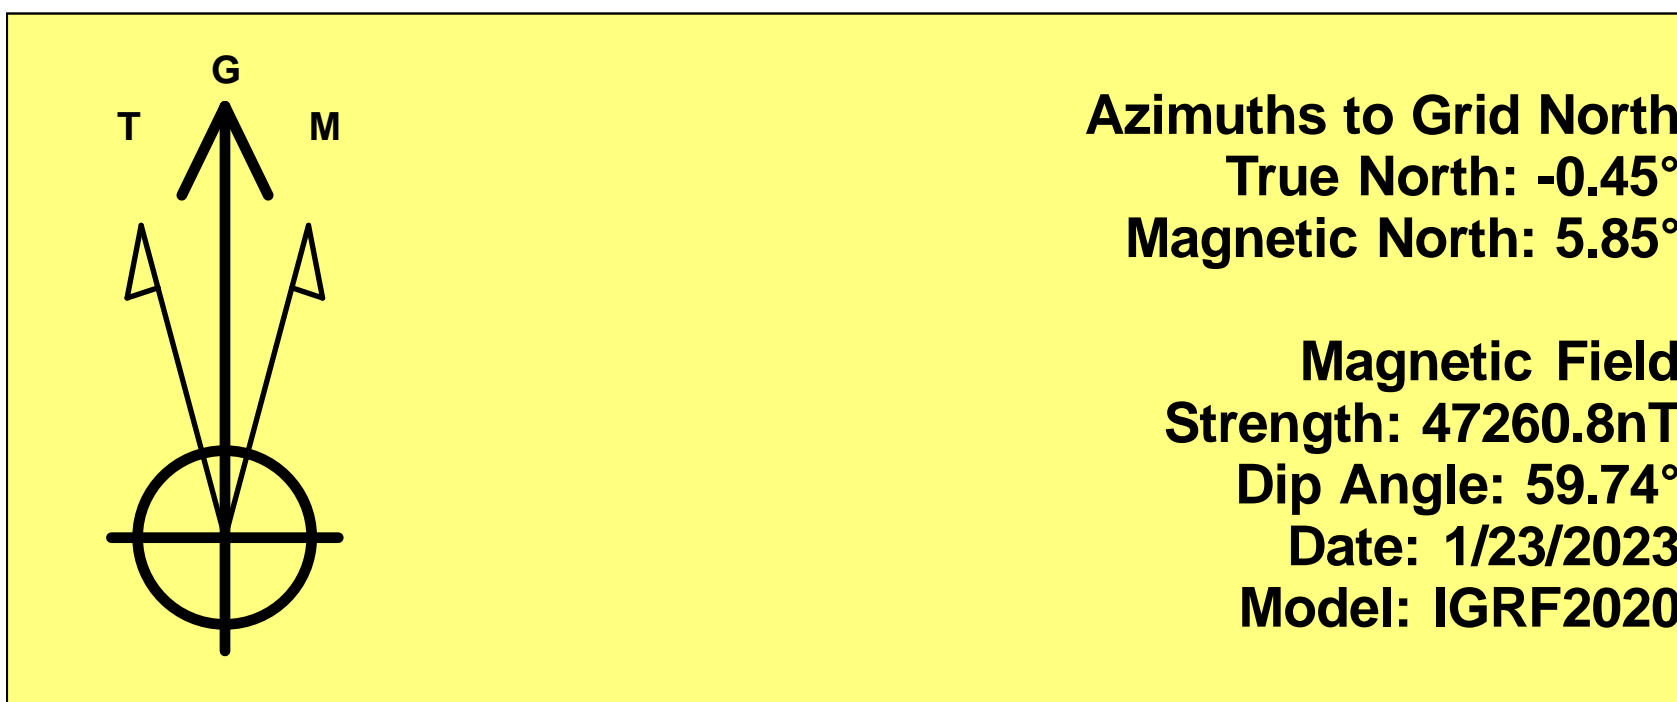 G
T
M
Azimuths to Grid North
True North: -0.45°
Magnetic North: 5.85°
Magnetic Field
Strength: 47260.8nT
Dip Angle: 59.74°
Date: 1/23/2023
Model: IGRF2020